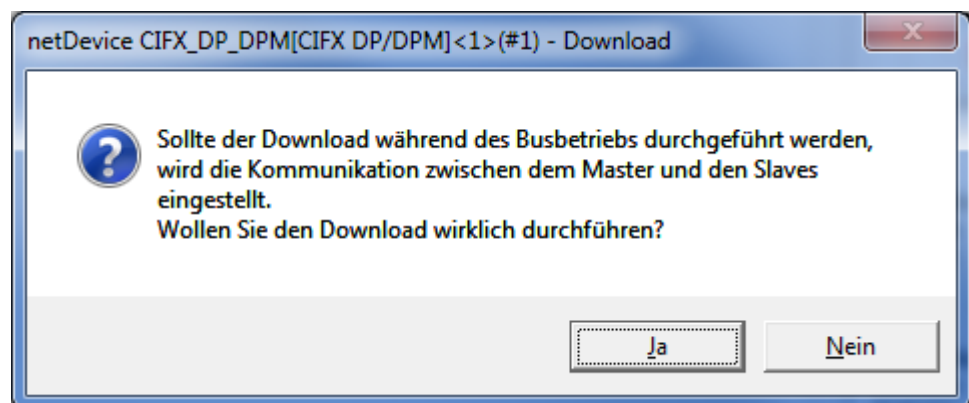 netDevice CIFX_DP_DPM[CIFX DP/DPM]<1>(#1) - Download
Sollte der Download während des Busbetriebs durchgeführt werden,
wird die Kommunikation zwischen dem Master und den Slaves
eingestellt.
Wollen Sie den Download wirklich durchführen?
Ja
Nein